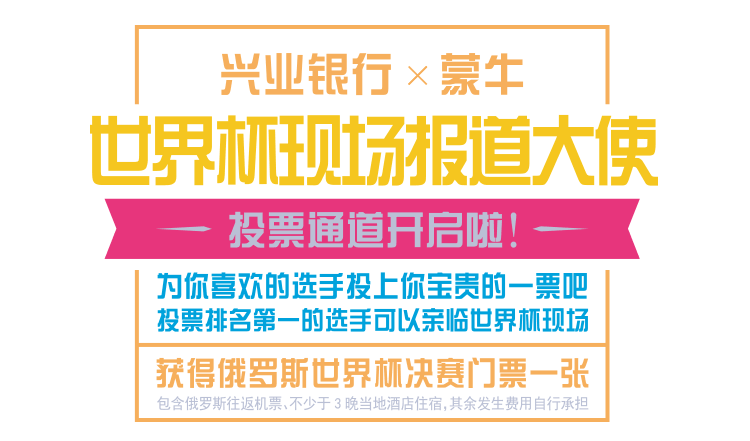 兴业银行×蒙牛
世界杯现场报道大使
投票通道开启啦!
为你喜欢的选手投上你宝贵的一票吧
投票排名第一的选手可以亲临世界杯现场
获得俄罗斯世界杯决赛门票一张
包含俄罗斯往返机票、不少于 3 晚当地酒店住宿,其余发生费用自行承担